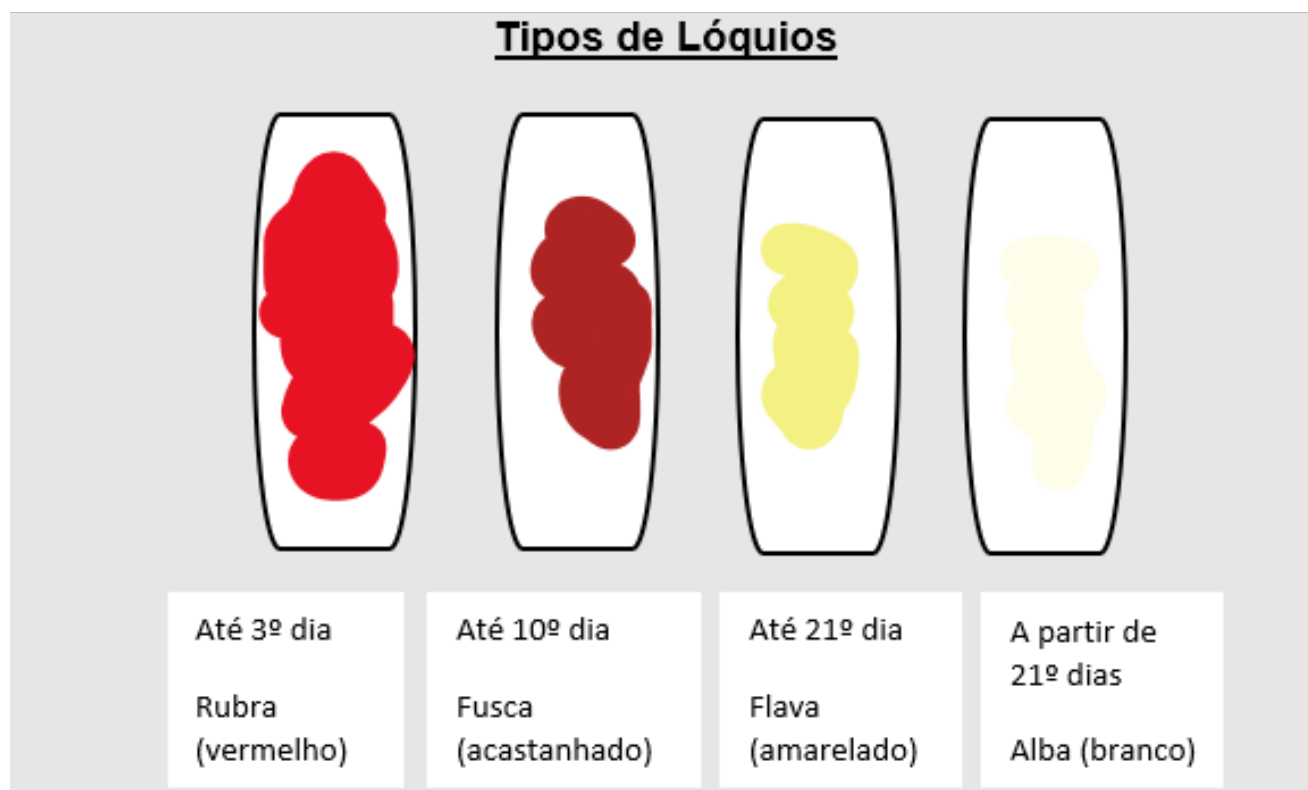 Tipos de Lóquios
Até 3º dia
Rubra
(vermelho)
Até 10º dia
Fusca
(acastanhado)
Até 21º dia
Flava
(amarelado)
A partir de
21º dias
Alba (branco)